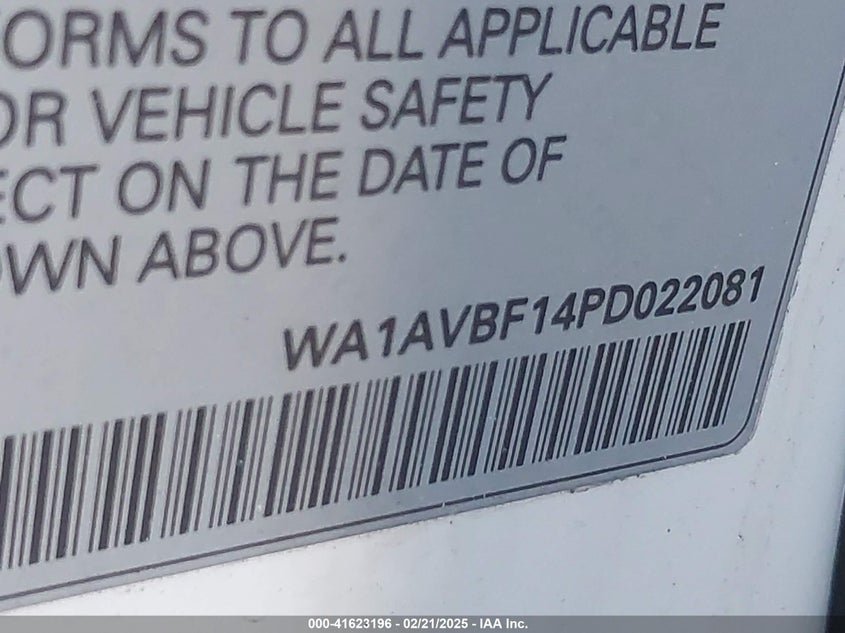 ORMS TO ALL APPLICABLE
OR VEHICLE SAFETY
ECT ON THE DATE OF
OWN ABOVE.
WA1AVBF14PD022081
000-41623196 - 02/21/2025 - IAA Inc.